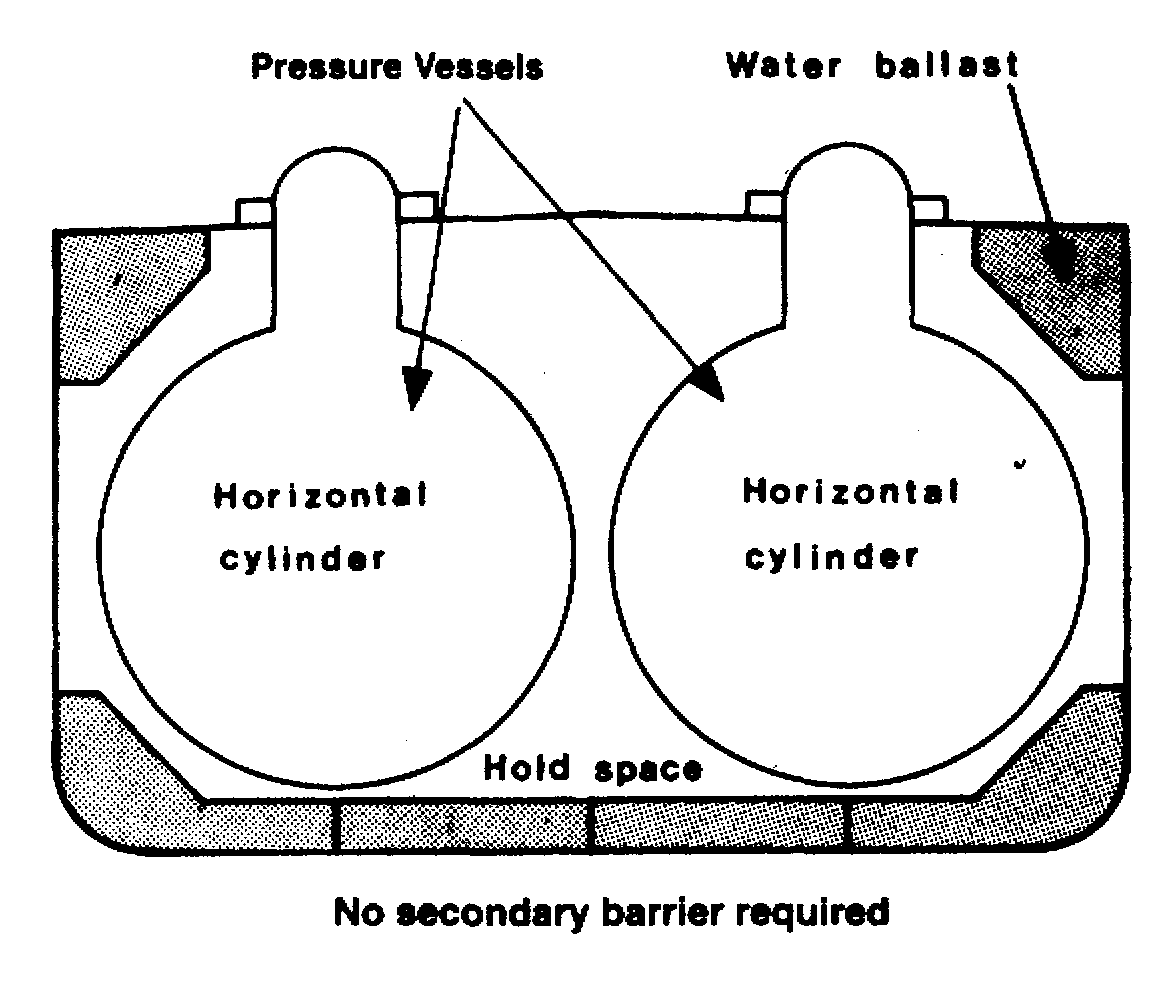 Pressure Vessels
Water ballast
Horizontal
cylinder
Horizontal
cylinder
Hold space
No secondary barrier required